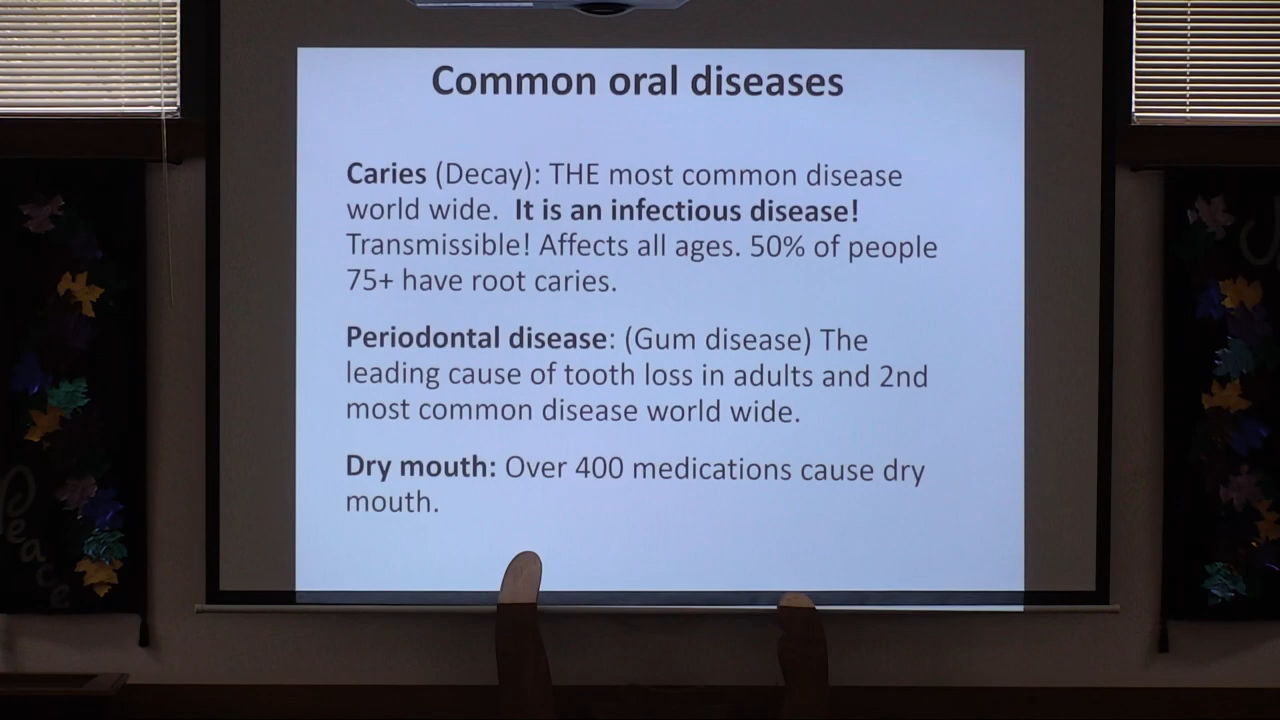 Common oral diseases
Caries (Decay): THE most common disease
world wide.  It is an infectious disease!
Transmissible! Affects all ages. 50% of people
75+ have root caries.
Periodontal disease: (Gum disease) The
leading cause of tooth loss in adults and 2nd
most common disease world wide.
Dry mouth: Over 400 medications cause dry
mouth.
Peace